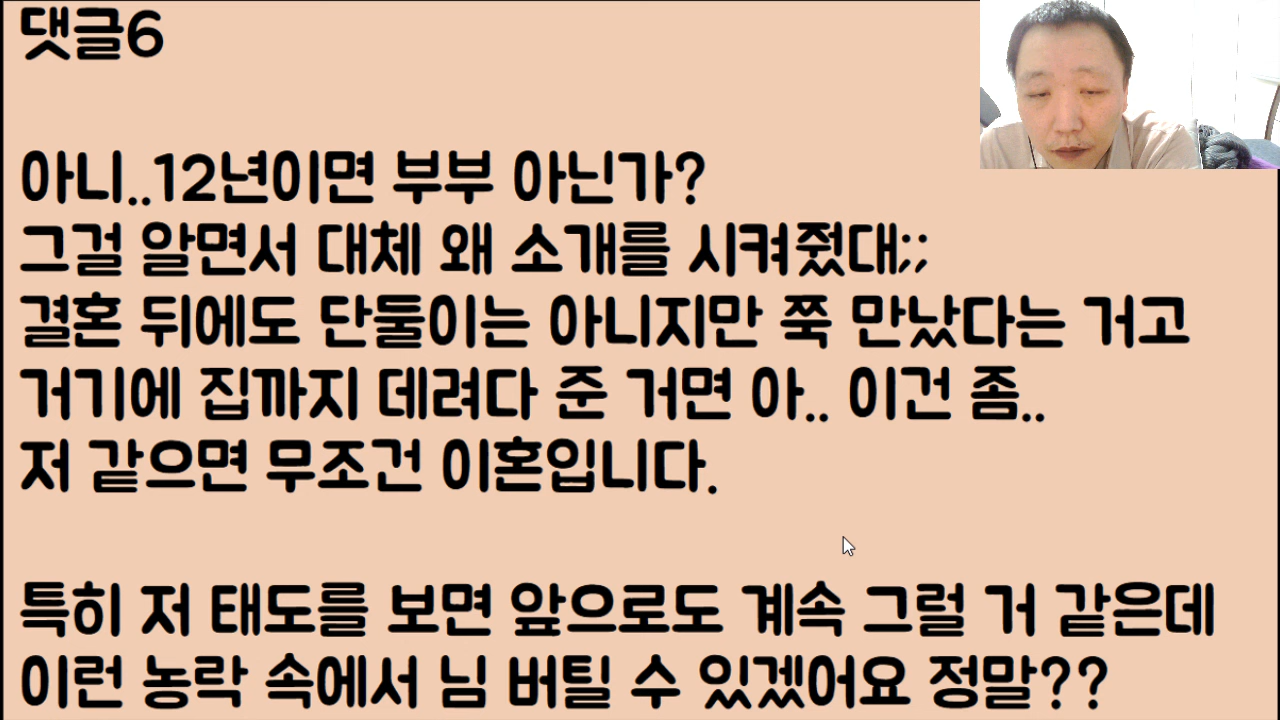 댓글6
아니..12년이면 부부 아닌가?
그걸 알면서 대체 왜 소개를 시켜줬대;;
결혼 뒤에도 단둘이는 아니지만 쭉 만났다는 거고
거기에 집까지 데려다 준 거면 아.. 이건 좀..
저 같으면 무조건 이혼입니다.
특히 저 태도를 보면 앞으로도 계속 그럴 거 같은데
이런 농락 속에서 님 버틸 수 있겠어요 정말??